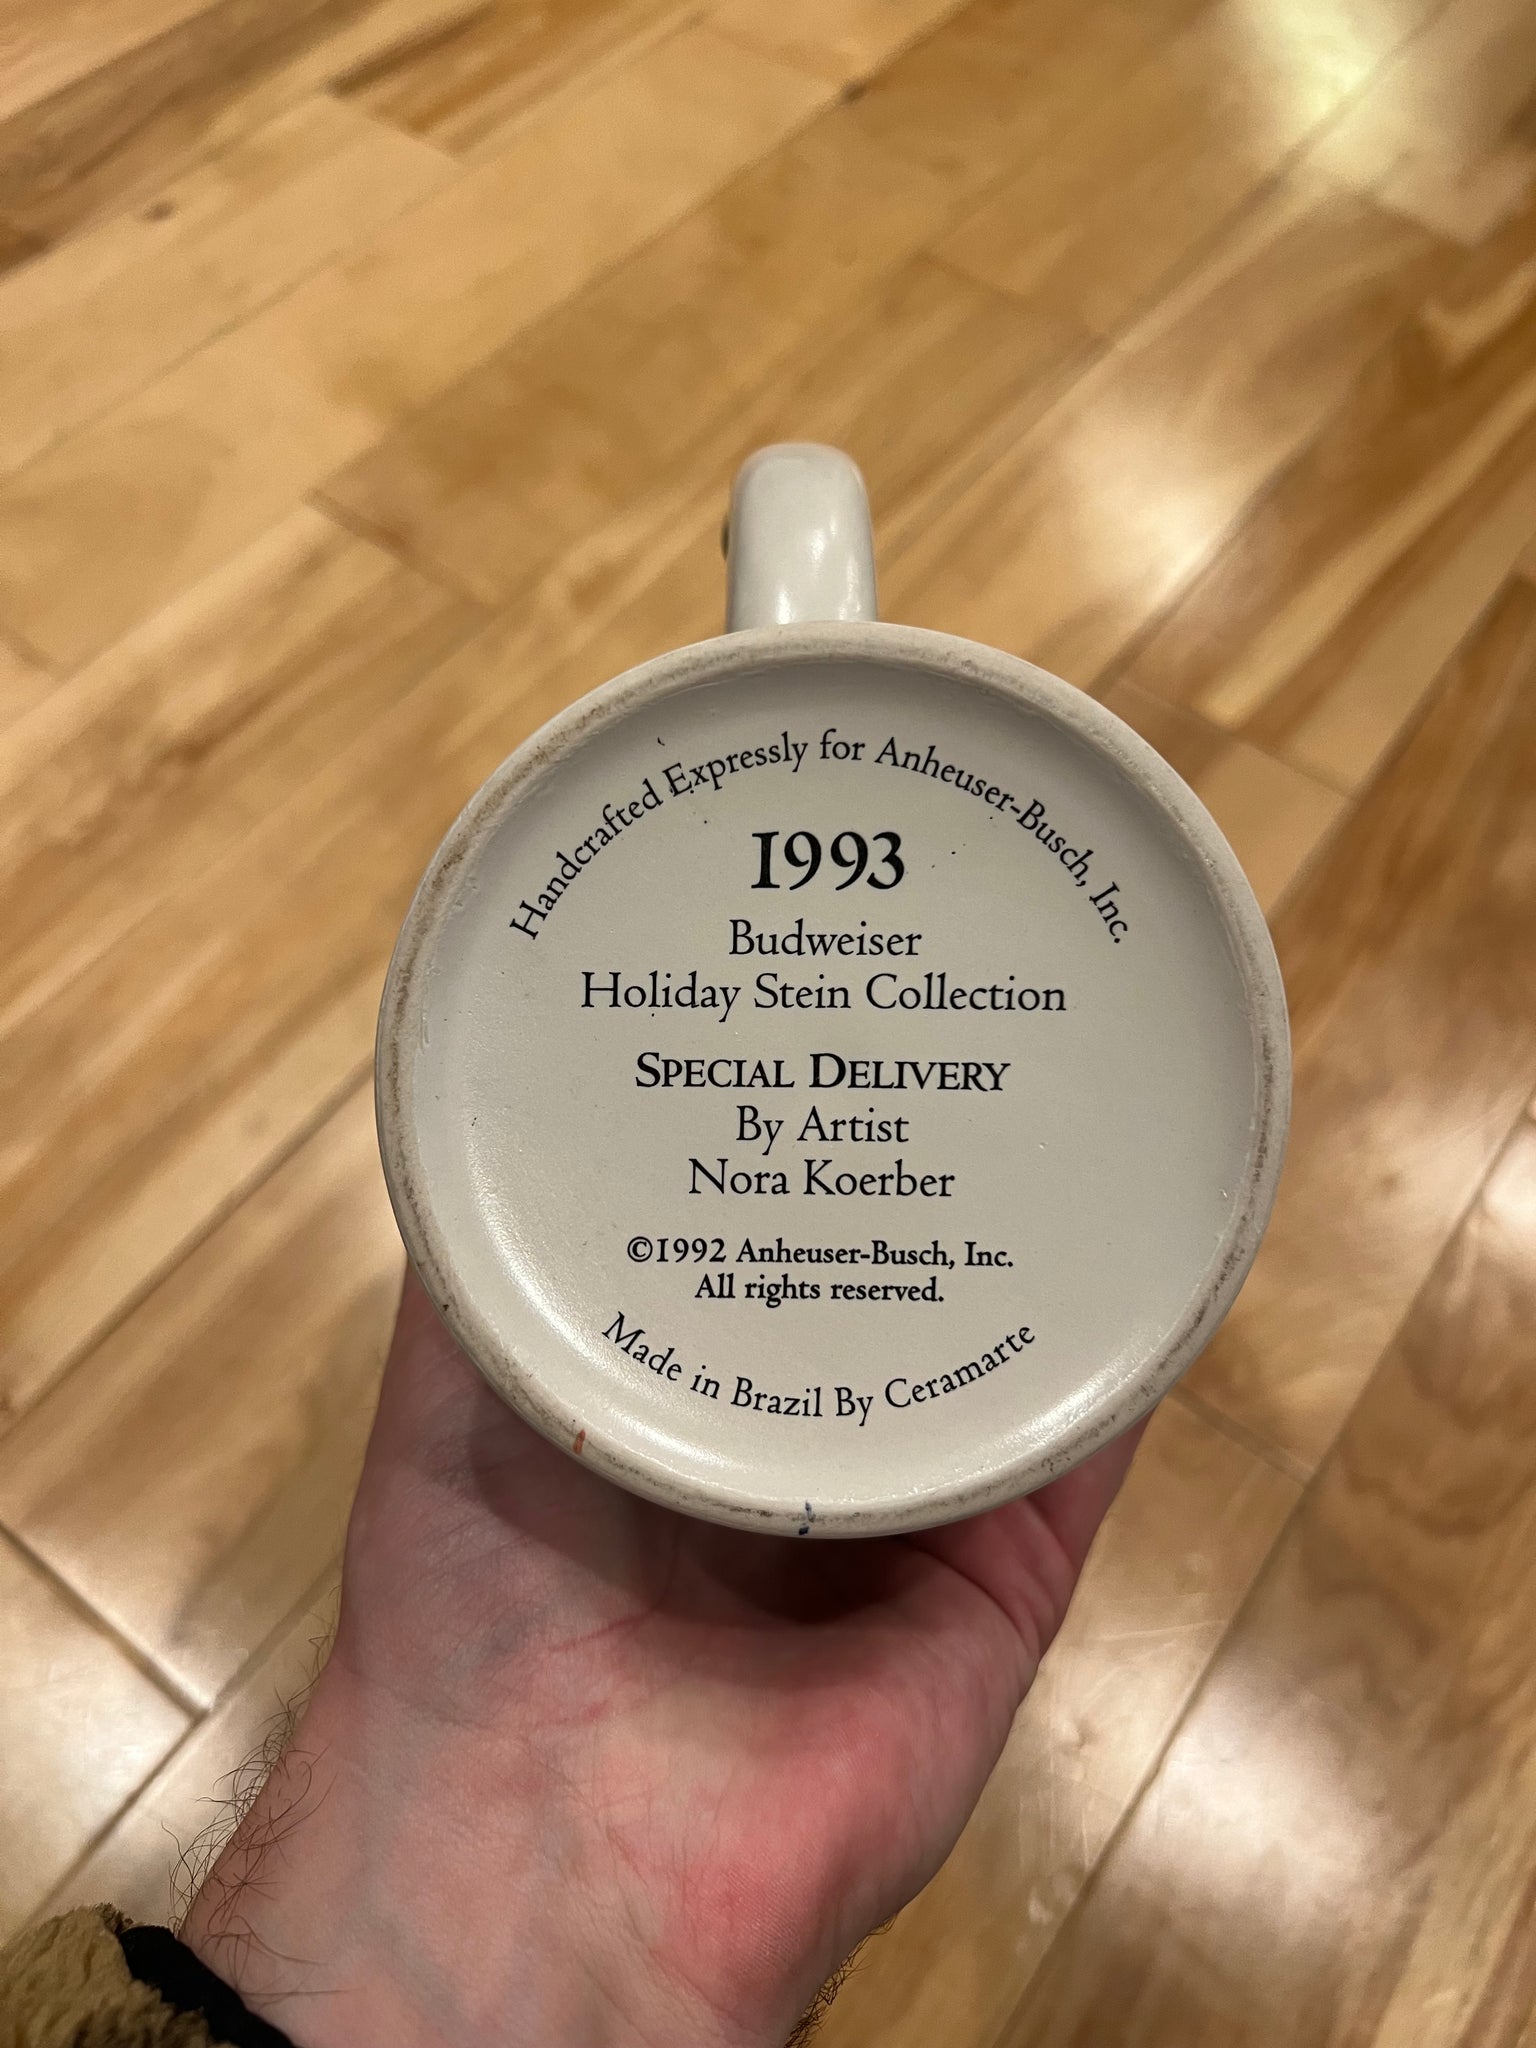 Handcrafted Expressly for Anheuser-Busch, Inc.
1993
Budweiser
Holiday Stein Collection
SPECIAL DELIVERY
By Artist
Nora Koerber
©1992 Anheuser-Busch, Inc.
All rights reserved.
Made in Brazil By Ceramarte